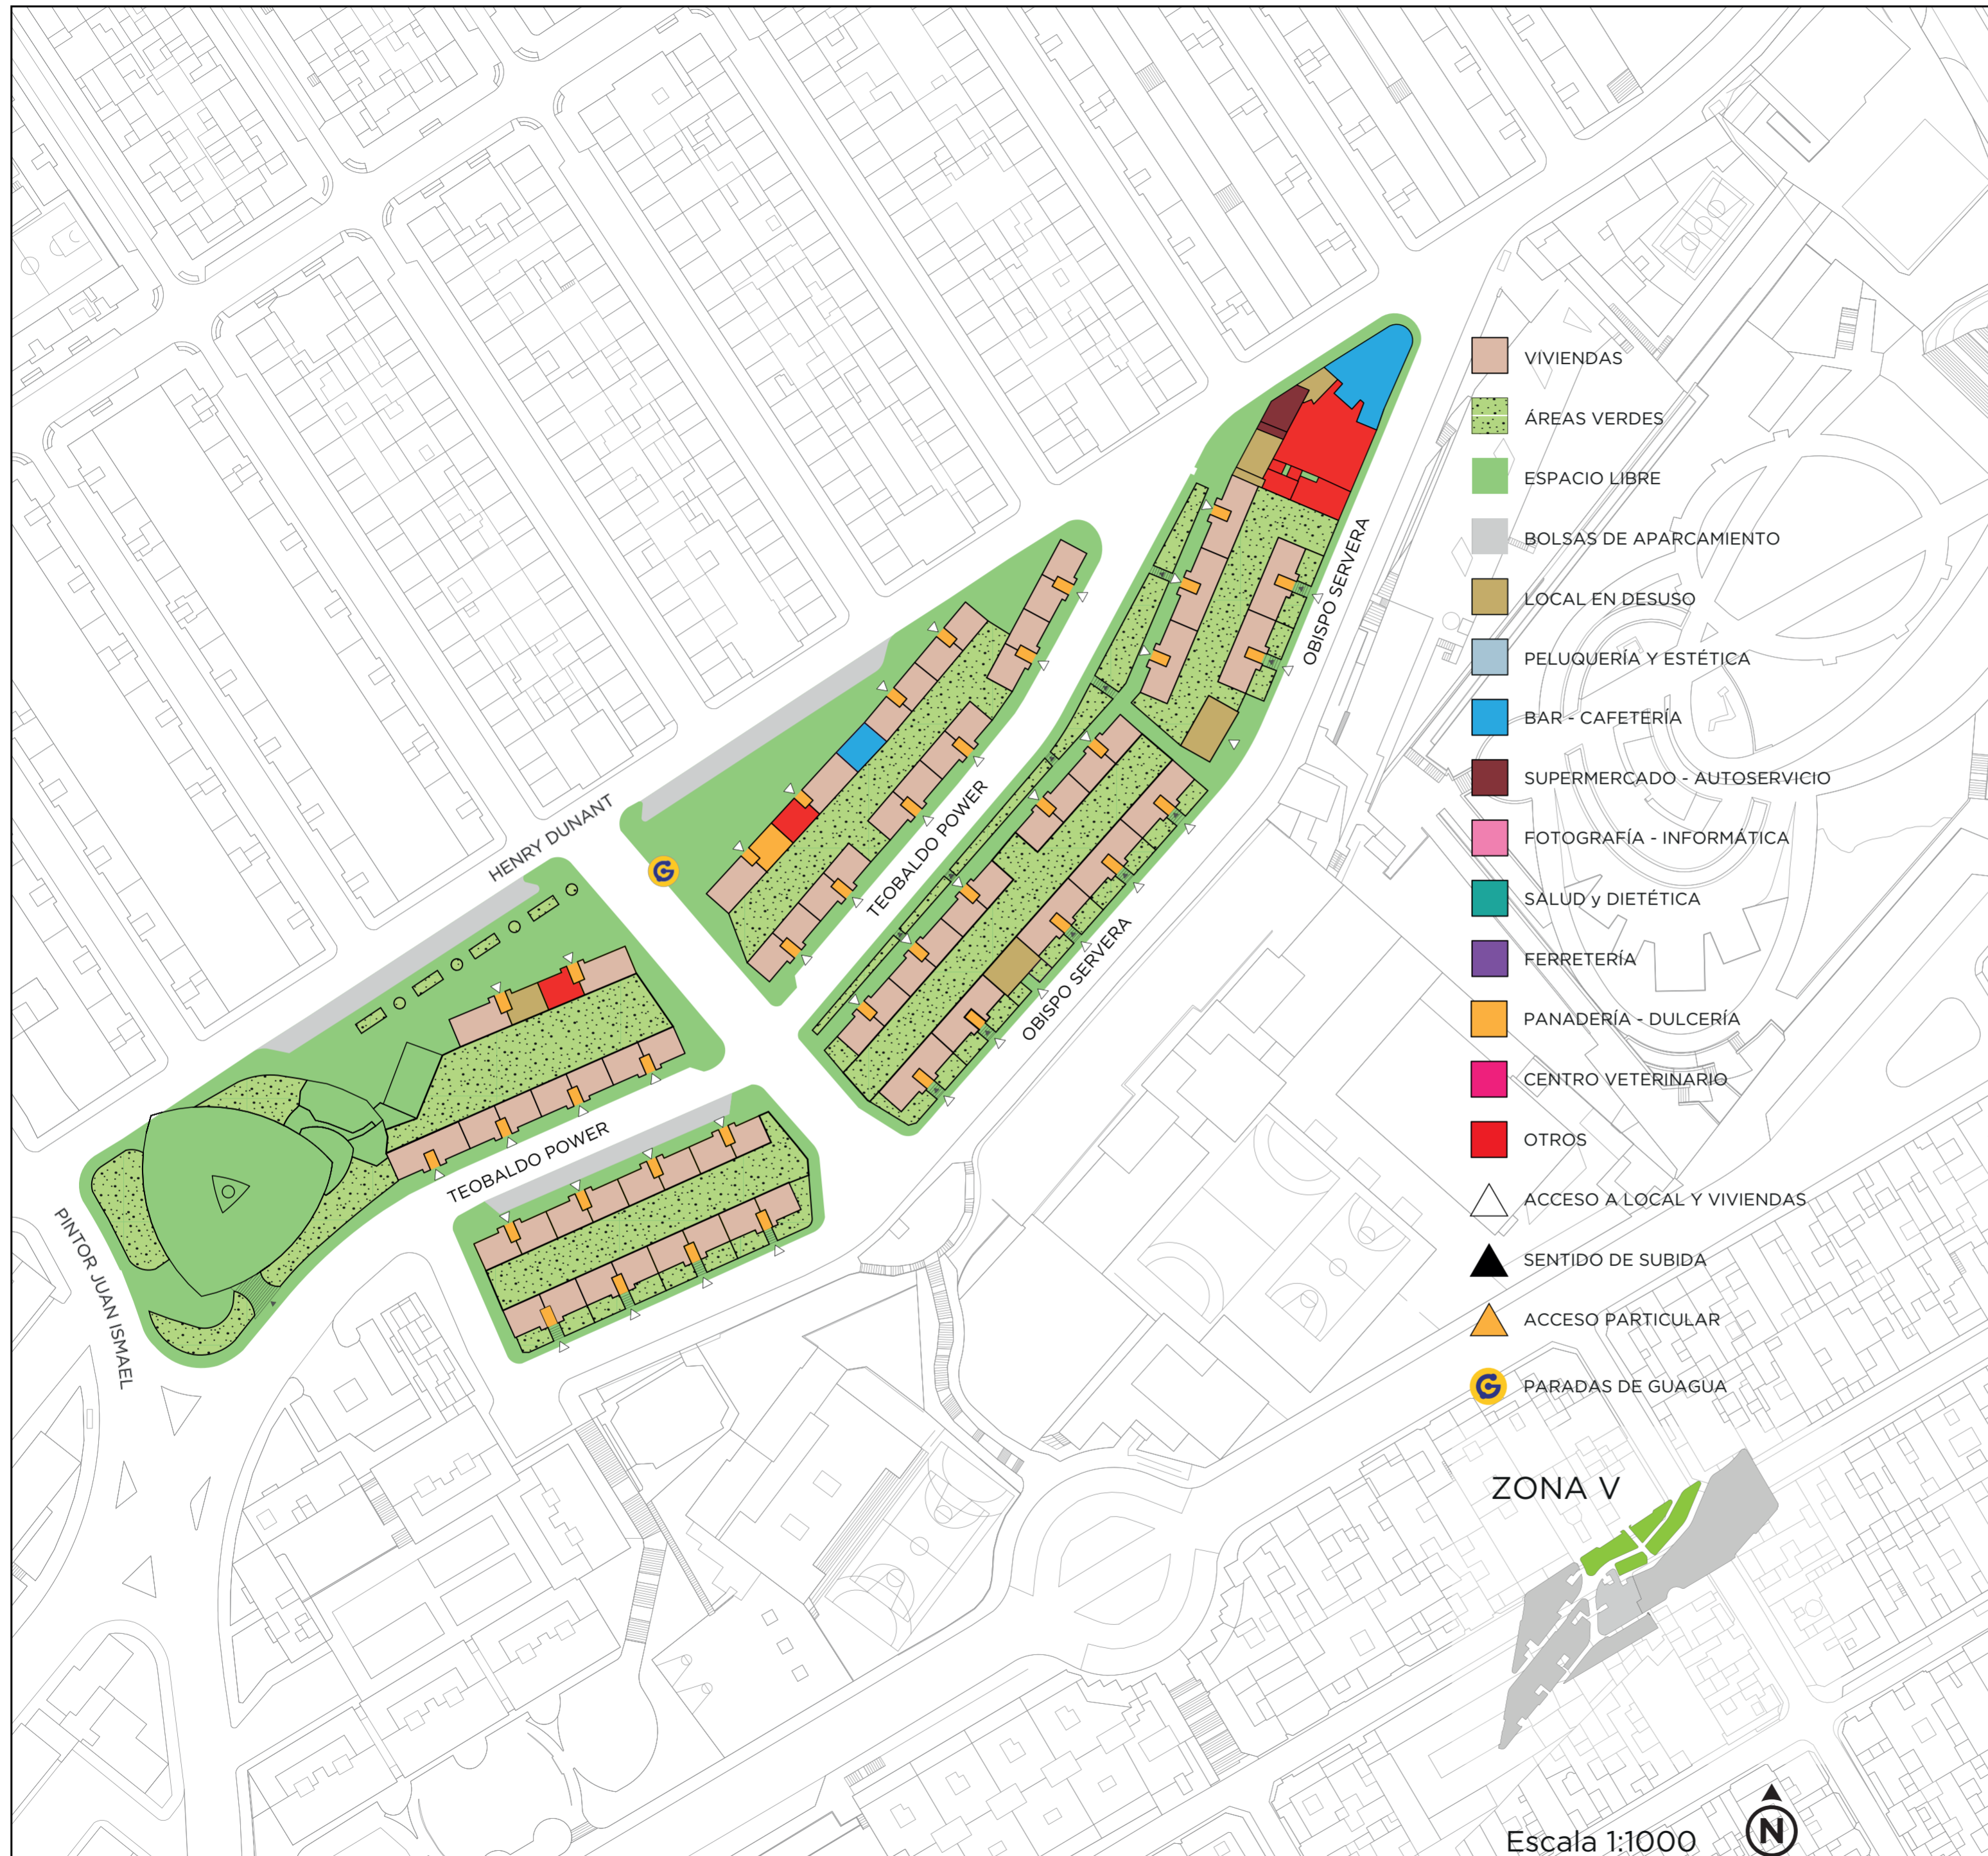 VIVIENDAS
ÁREAS VERDES
ESPACIO LIBRE
BOLSAS DE APARCAMIENTO
LOCAL EN DESUSO
PELUQUERÍA Y ESTÉTICA
BAR - CAFETERÍA
SUPERMERCADO - AUTOSERVICIO
FOTOGRAFÍA - INFORMÁTICA
SALUD y DIETÉTICA
FERRETERÍA
PANADERÍA - DULCERÍA
CENTRO VETERINARIO
OTROS
ACCESO A LOCAL Y VIVIENDAS
SENTIDO DE SUBIDA
ACCESO PARTICULAR
G PARADAS DE GUAGUA
OBISPO SERVERA
HENRY DUNANT
G
TEOBALDO POWER
OBISPO SERVERA
TEOBALDO POWER
PINTOR JUAN ISMAEL
ZONA V
Escala 1:1000
N